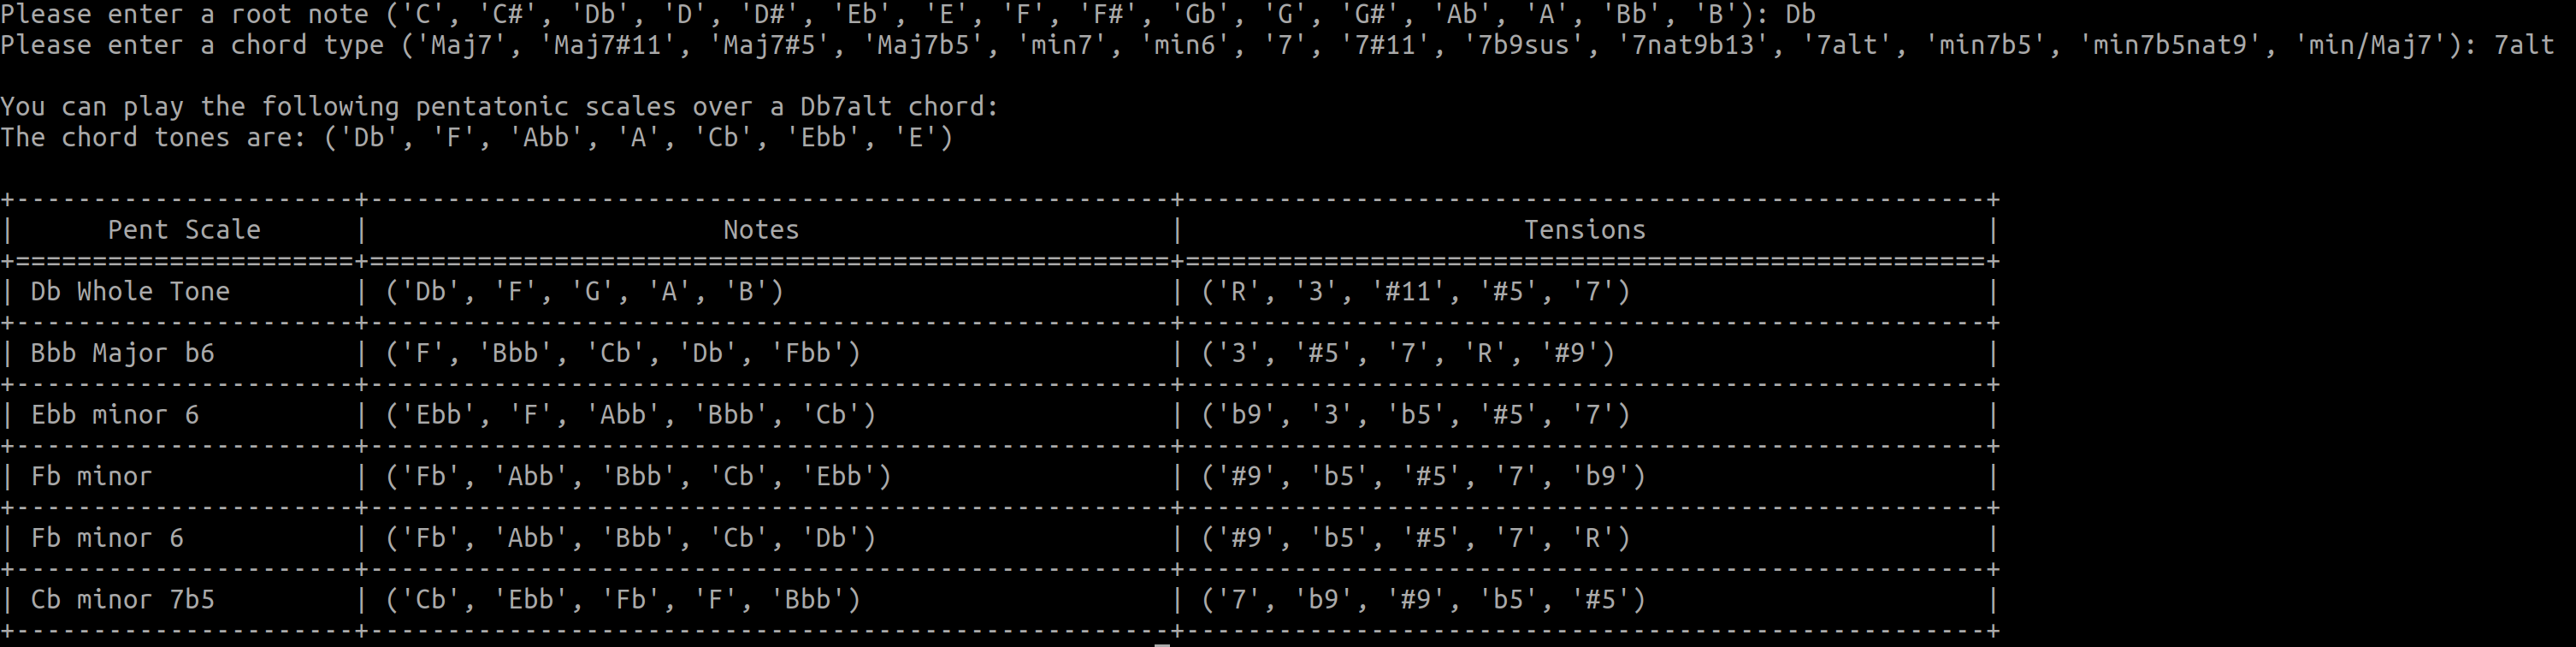 Please enter a root note ('C', 'C#', 'Db', 'D', 'D#', 'Eb', 'E', 'F', 'F#', 'Gb', 'G', 'G#', 'Ab', 'A', 'Bb', 'B'): Db
Please enter a chord type ('Maj7', 'Maj7#11', 'Maj7#5', 'Maj7b5', 'min7', 'min6', '7', '7#11', '7b9sus', '7nat9b13', '7alt', 'min7b5', 'min7b5nat9', 'min/Maj7'): 7alt
You can play the following pentatonic scales over a Db7alt chord:
The chord tones are: ('Db', 'F', 'Abb', 'A', 'Cb', 'Ebb', 'E')
+----------------------+----------------------------------------------------+----------------------------------------------------+
| Pent Scale | Notes | Tensions |
+======================+====================================================+====================================================+
| Db Whole Tone | ('Db', 'F', 'G', 'A', 'B') | ('R', '3', '#11', '#5', '7') |
+----------------------+----------------------------------------------------+----------------------------------------------------+
| Bbb Major b6 | ('F', 'Bbb', 'Cb', 'Db', 'Fbb') | ('3', '#5', '7', 'R', '#9') |
+----------------------+----------------------------------------------------+----------------------------------------------------+
| Ebb minor 6 | ('Ebb', 'F', 'Abb', 'Bbb', 'Cb') | ('b9', '3', 'b5', '#5', '7') |
+----------------------+----------------------------------------------------+----------------------------------------------------+
| Fb minor | ('Fb', 'Abb', 'Bbb', 'Cb', 'Ebb') | ('#9', 'b5', '#5', '7', 'b9') |
+----------------------+----------------------------------------------------+----------------------------------------------------+
| Fb minor 6 | ('Fb', 'Abb', 'Bbb', 'Cb', 'Db') | ('#9', 'b5', '#5', '7', 'R') |
+----------------------+----------------------------------------------------+----------------------------------------------------+
| Cb minor 7b5 | ('Cb', 'Ebb', 'Fb', 'F', 'Bbb') | ('7', 'b9', '#9', 'b5', '#5') |
+----------------------+----------------------------------------------------+----------------------------------------------------+